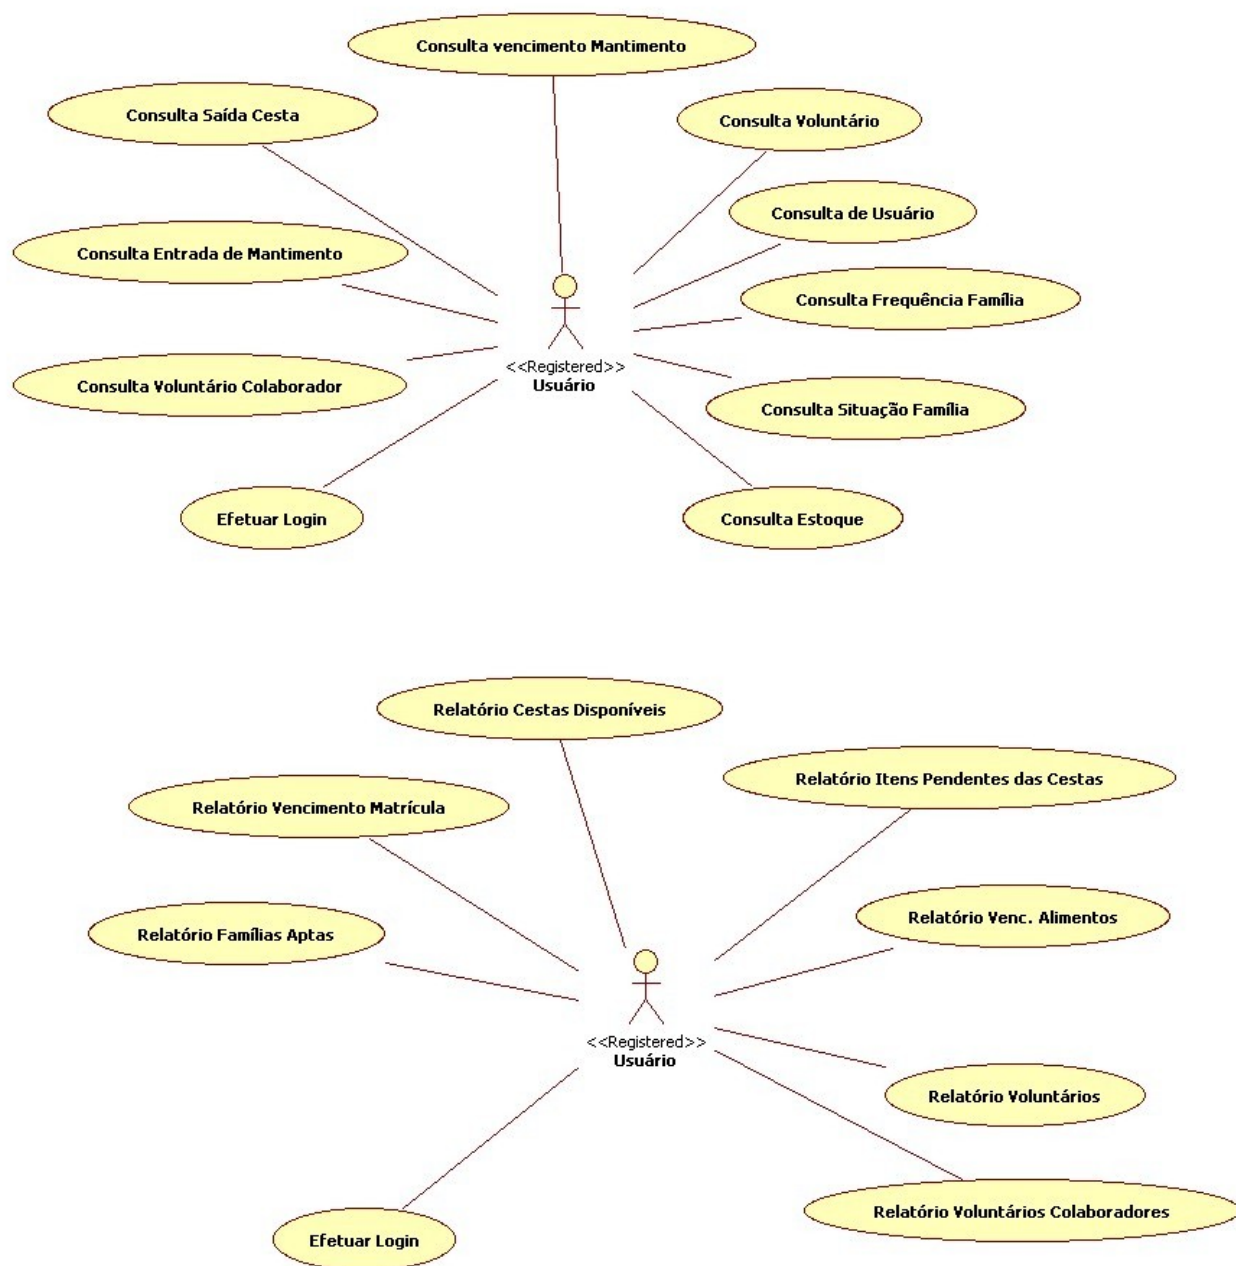 Consulta vencimento Mantimento
Consulta Saída Cesta
Consulta Voluntário
Consulta de Usuário
Consulta Entrada de Mantimento
Consulta Frequência Família
<<Registered>>
Usuário
Consulta Voluntário Colaborador
Consulta Situação Família
Efetuar Login
Consulta Estoque
Relatório Cestas Disponíveis
Relatório Itens Pendentes das Cestas
Relatório Vencimento Matrícula
Relatório Venc. Alimentos
Relatório Famílias Aptas
<<Registered>>
Usuário
Relatório Voluntários
Relatório Voluntários Colaboradores
Efetuar Login